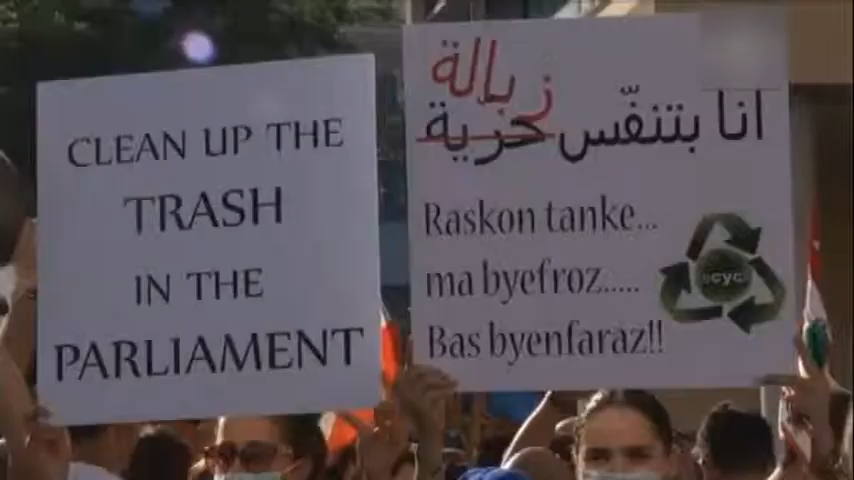 CLEAN UP THE
TRASH
IN THE
PARLIAMENT
زبالة
انا بتنفّس حرية
Raskon tanke...
ma byefroz.....
Bas byenfaraz!!